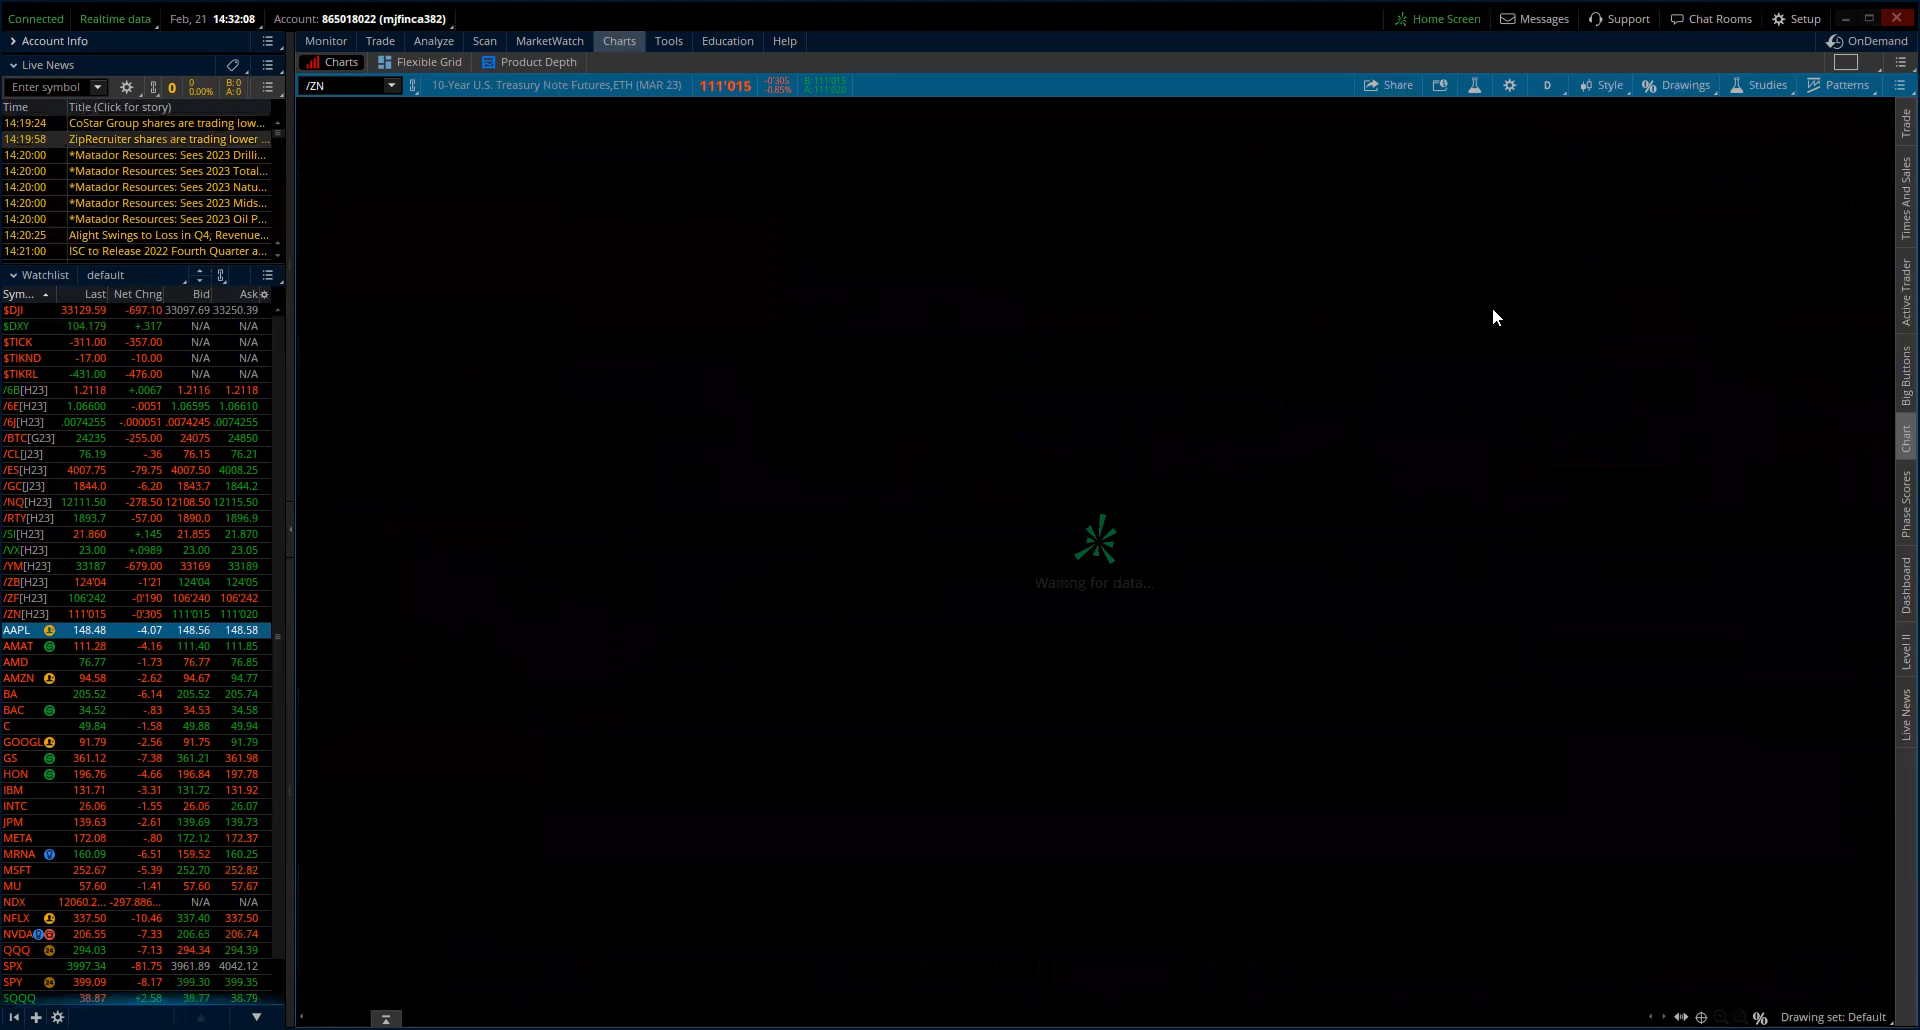 Connected Realtime data Feb, 21 14:32:08 Account: 865018022 (mjfinca382) Home Screen Messages Support Chat Rooms Setup
Account Info Monitor Trade Analyze Scan MarketWatch Charts Tools Education Help OnDemand
Live News Charts Flexible Grid Product Depth
Enter symbol 0 0 0.00% B: 0 A: 0 /ZN 10-Year U.S. Treasury Note Futures,ETH (MAR 23) 111'015 -0'305 -0.85% B: 111'015 A: 111'020 Share D Style Drawings Studies Patterns
Time Title (Click for story)
14:19:24 CoStar Group shares are trading low...
14:19:58 ZipRecruiter shares are trading lower ...
14:20:00 *Matador Resources: Sees 2023 Drilli...
14:20:00 *Matador Resources: Sees 2023 Total...
14:20:00 *Matador Resources: Sees 2023 Natu...
14:20:00 *Matador Resources: Sees 2023 Mids...
14:20:00 *Matador Resources: Sees 2023 Oil P...
14:20:25 Alight Swings to Loss in Q4, Revenue...
14:21:00 ISC to Release 2022 Fourth Quarter a...
Watchlist default
Sym... Last Net Chng Bid Ask
$DJI 33129.59 -697.10 33097.69 33250.39
$DXY 104.179 +.317 N/A N/A
$TICK -311.00 -357.00 N/A N/A
$TIKND -17.00 -10.00 N/A N/A
$TIKRL -431.00 -476.00 N/A N/A
/6B[H23] 1.2118 +.0067 1.2116 1.2118
/6E[H23] 1.06600 -.0051 1.06595 1.06610
/6J[H23] .0074255 -.000051 .0074245 .0074255
/BTC[G23] 24235 -255.00 24075 24850
/CL[J23] 76.19 -.36 76.15 76.21
/ES[H23] 4007.75 -79.75 4007.50 4008.25
/GC[J23] 1844.0 -6.20 1843.7 1844.2
/NQ[H23] 12111.50 -278.50 12108.50 12115.50
/RTY[H23] 1893.7 -57.00 1890.0 1896.9
/SI[H23] 21.860 +.145 21.855 21.870
/VX[H23] 23.00 +.0989 23.00 23.05
/YM[H23] 33187 -679.00 33169 33189
/ZB[H23] 124'04 -1'21 124'04 124'05
/ZF[H23] 106'242 -0'190 106'240 106'242
/ZN[H23] 111'015 -0'305 111'015 111'020
AAPL 148.48 -4.07 148.56 148.58
AMAT 111.28 -4.16 111.40 111.85
AMD 76.77 -1.73 76.77 76.85
AMZN 94.58 -2.62 94.67 94.77
BA 205.52 -6.14 205.52 205.74
BAC 34.52 -.83 34.53 34.58
C 49.84 -1.58 49.88 49.94
GOOGL 91.79 -2.56 91.75 91.79
GS 361.12 -7.38 361.21 361.98
HON 196.76 -4.66 196.84 197.78
IBM 131.71 -3.31 131.72 131.92
INTC 26.06 -1.55 26.06 26.07
JPM 139.63 -2.61 139.69 139.73
META 172.08 -.80 172.12 172.37
MRNA 160.09 -6.51 159.52 160.25
MSFT 252.67 -5.39 252.70 252.82
MU 57.60 -1.41 57.60 57.67
NDX 12060.2... -297.886... N/A N/A
NFLX 337.50 -10.46 337.40 337.50
NVDA 206.55 -7.33 206.65 206.74
QQQ 294.03 -7.13 294.34 294.39
SPX 3997.34 -81.75 3961.89 4042.12
SPY 399.09 -8.17 399.30 399.35
SQQQ 38.87 +2.58 38.77 38.79
Waiting for data...
Trade
Times And Sales
Active Trader
Big Buttons
Chart
Phase Scores
Dashboard
Level II
Live News
Drawing set: Default